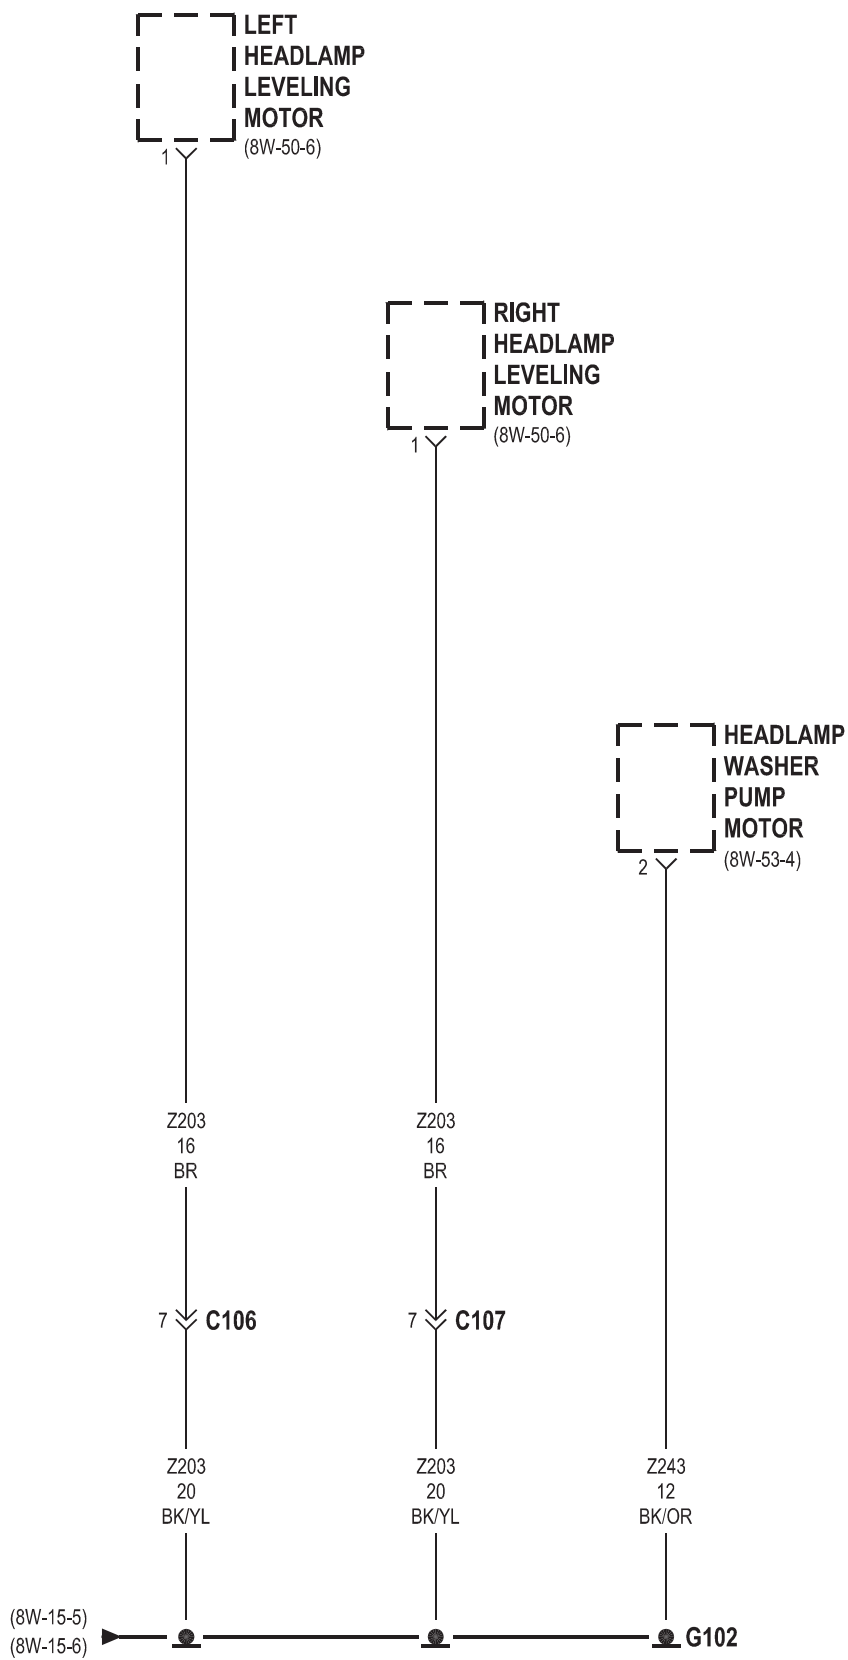 LEFT
HEADLAMP
LEVELING
MOTOR
(8W-50-6)
1
RIGHT
HEADLAMP
LEVELING
MOTOR
(8W-50-6)
1
HEADLAMP
WASHER
PUMP
MOTOR
(8W-53-4)
2
Z203
16
BR
Z203
16
BR
7 C106
7 C107
Z203
20
BK/YL
Z203
20
BK/YL
Z243
12
BK/OR
(8W-15-5)
(8W-15-6)
G102